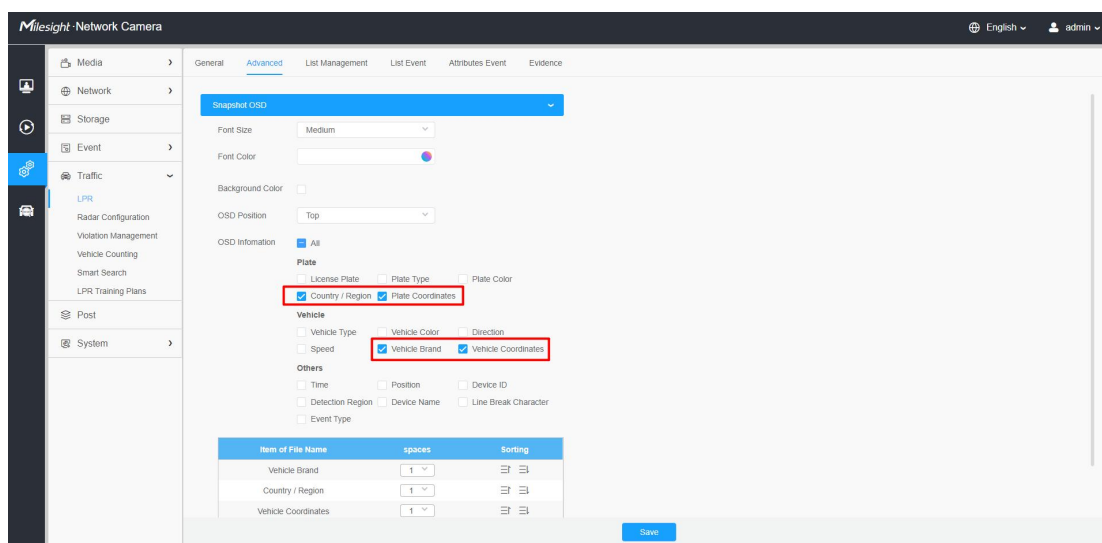 Milesight · Network Camera
English
admin
Media
Network
Storage
Event
Traffic
LPR
Radar Configuration
Violation Management
Vehicle Counting
Smart Search
LPR Training Plans
Post
System
General Advanced List Management List Event Attributes Event Evidence
Snapshot OSD
Font Size Medium
Font Color
Background Color
OSD Position Top
OSD Infomation All
Plate
License Plate Plate Type Plate Color
Country / Region Plate Coordinates
Vehicle
Vehicle Type Vehicle Color Direction
Speed Vehicle Brand Vehicle Coordinates
Others
Time Position Device ID
Detection Region Device Name Line Break Character
Event Type
Item of File Name spaces Sorting
Vehicle Brand 1
Country / Region 1
Vehicle Coordinates 1
Save